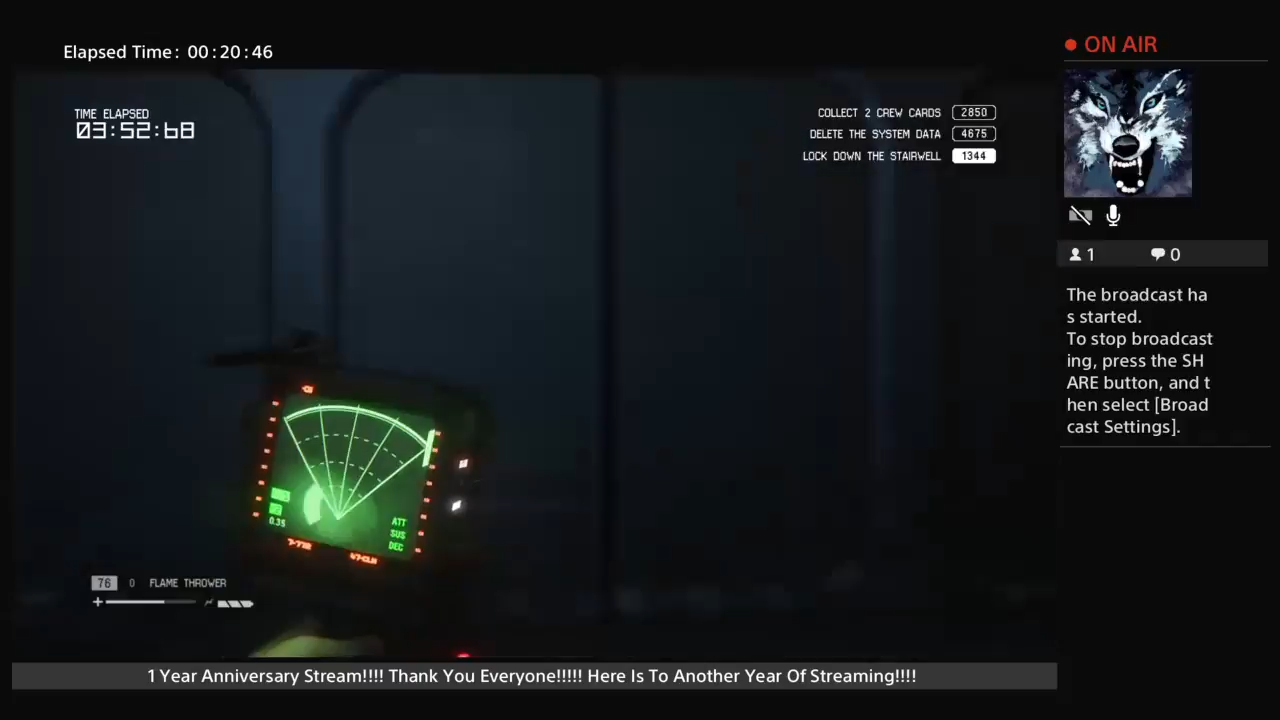 Elapsed Time: 00:20:46
ON AIR
TIME ELAPSED
03:52:68
COLLECT 2 CREW CARDS 2850
DELETE THE SYSTEM DATA 4675
LOCK DOWN THE STAIRWELL 1344
1 0
The broadcast ha
s started.
To stop broadcast
ing, press the SH
ARE button, and t
hen select [Broad
cast Settings].
0.35
ATT
SUS
DEC
76 0 FLAME THROWER
1 Year Anniversary Stream!!!! Thank You Everyone!!!!! Here Is To Another Year Of Streaming!!!!